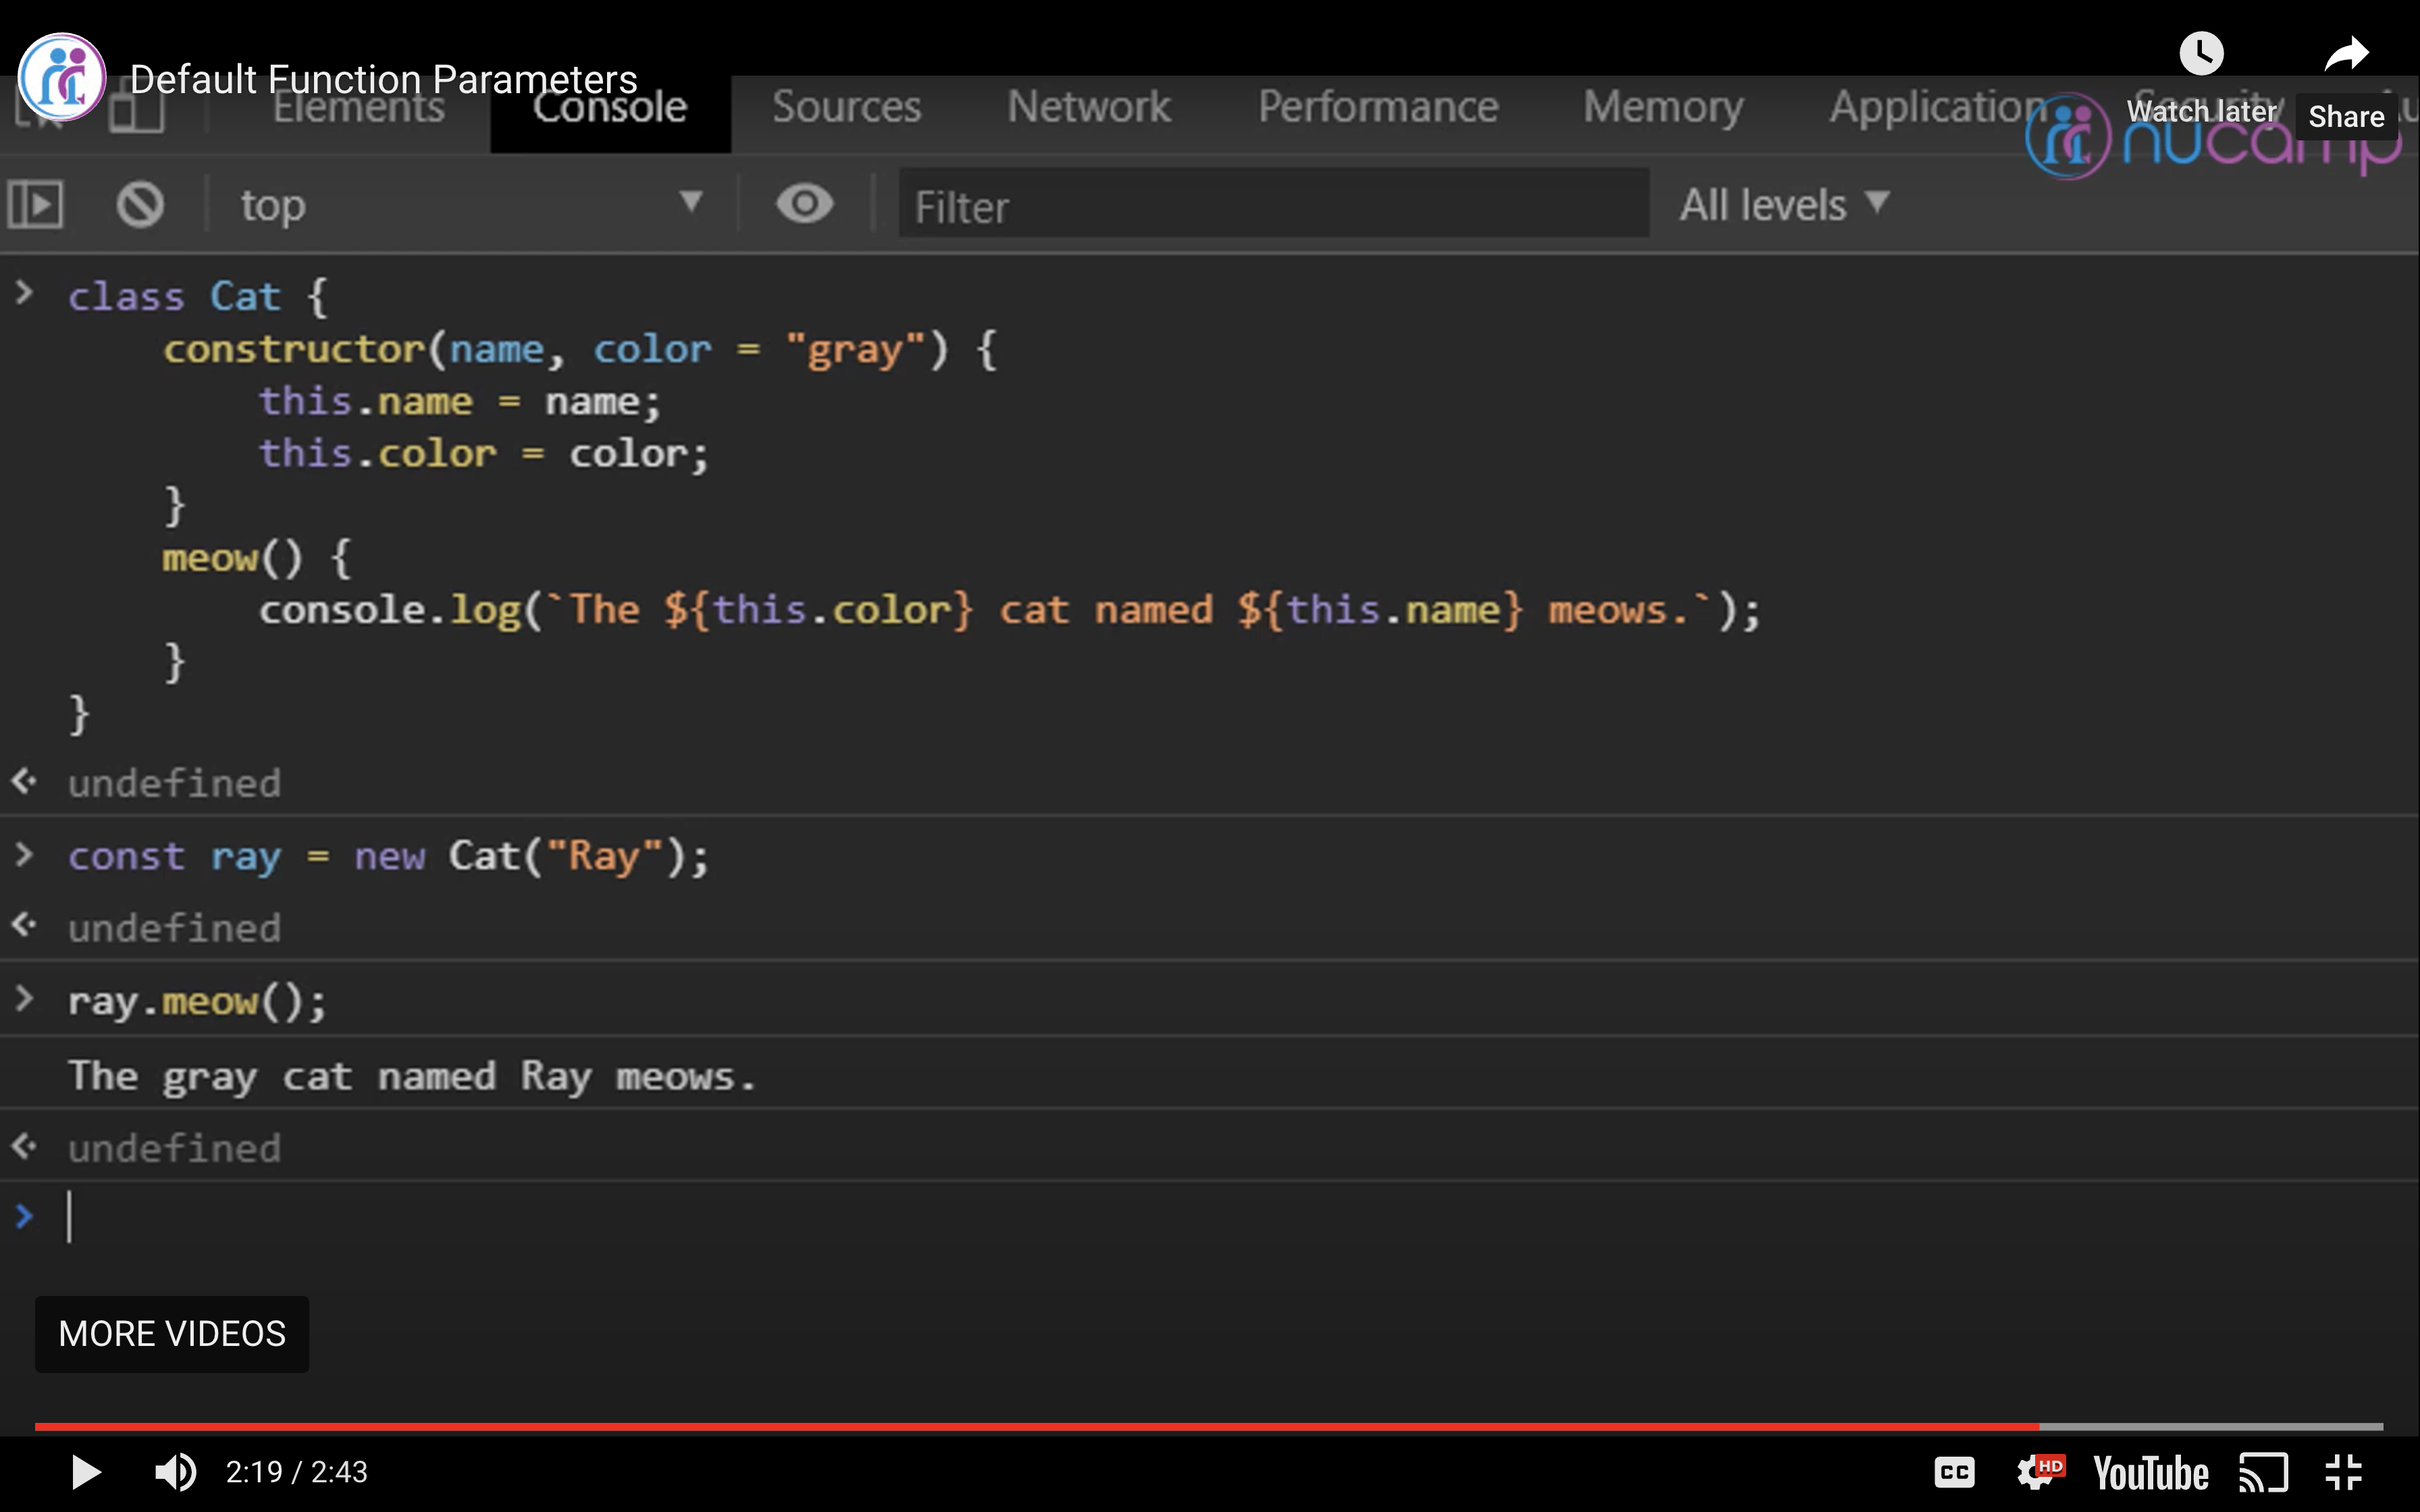 Default Function Parameters
Watch later
Share
Elements Console Sources Network Performance Memory Application Security Au
nucamp
top Filter All levels
> class Cat {
    constructor(name, color = "gray") {
        this.name = name;
        this.color = color;
    }
    meow() {
        console.log(`The ${this.color} cat named ${this.name} meows.`);
    }
}
undefined
> const ray = new Cat("Ray");
undefined
> ray.meow();
The gray cat named Ray meows.
undefined
>
MORE VIDEOS
2:19 / 2:43
CC HD YouTube